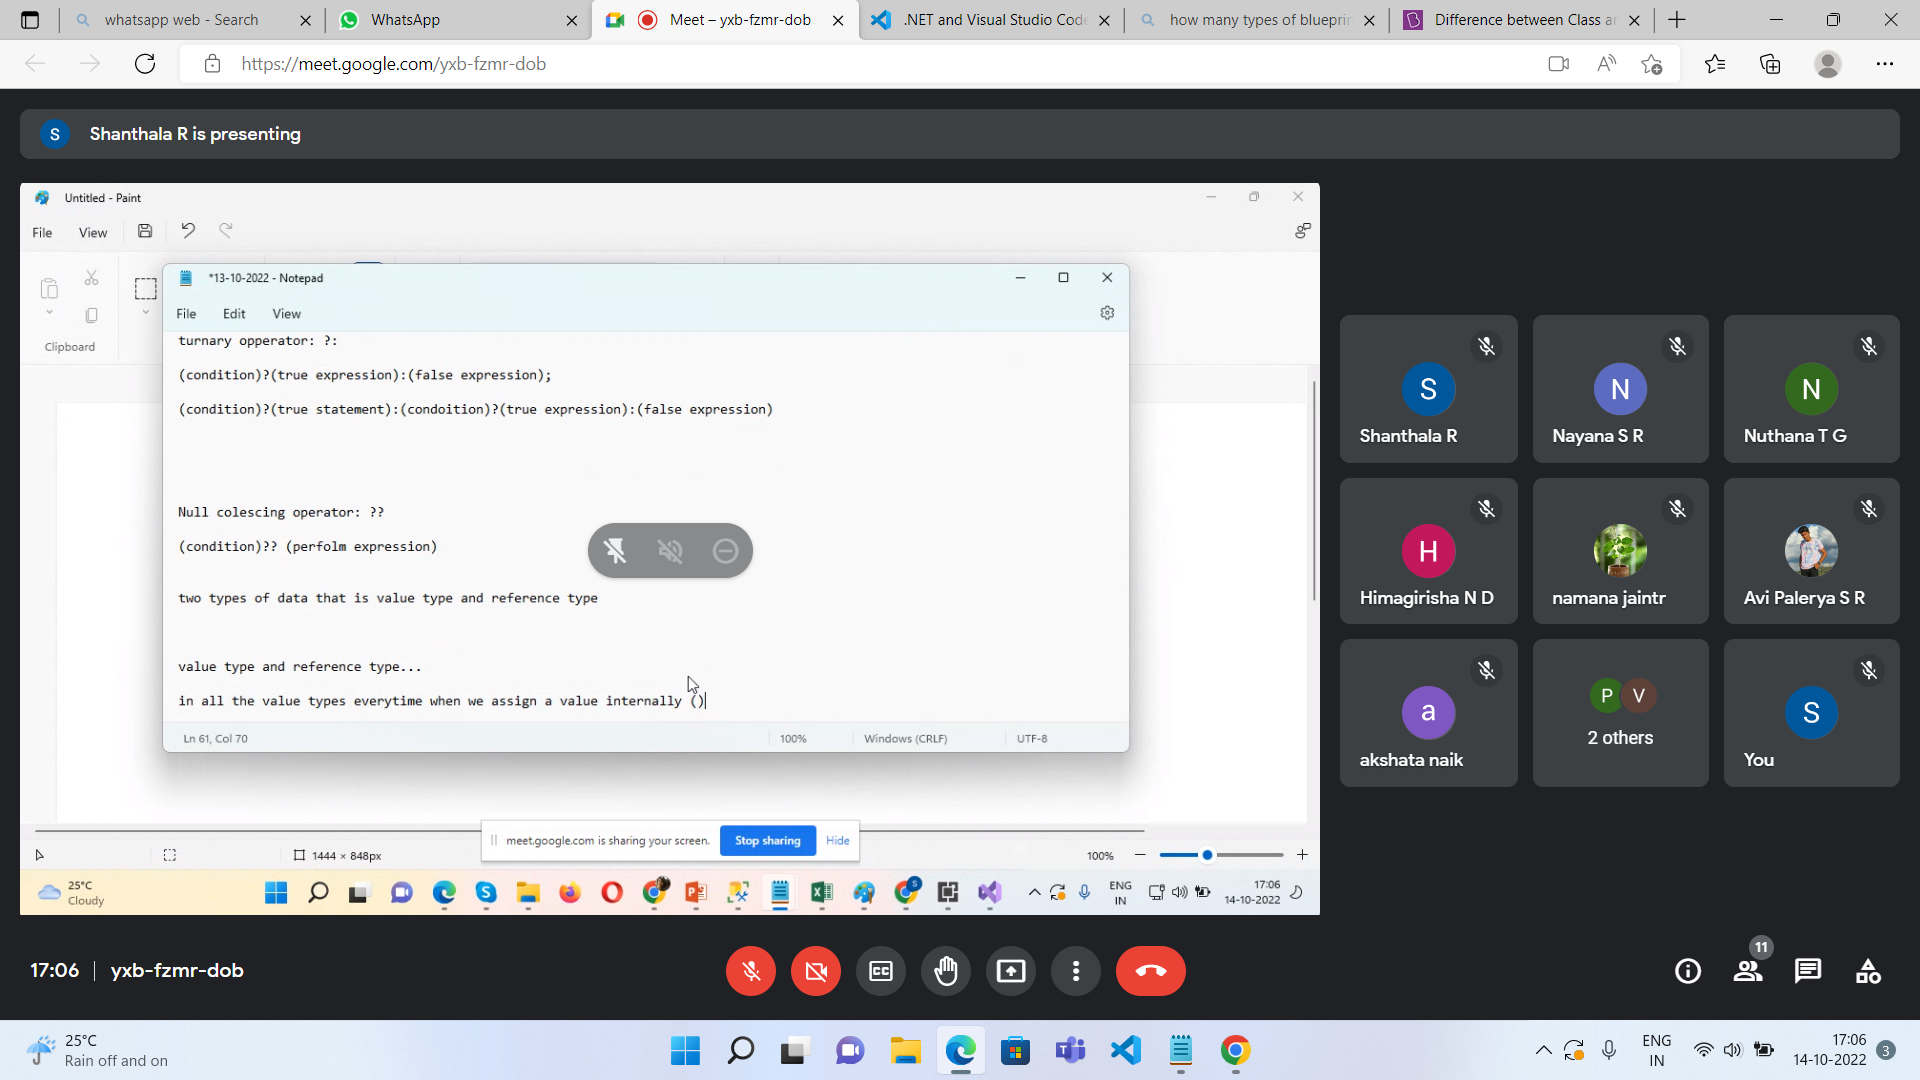 whatsapp web - Search
WhatsApp
Meet – yxb-fzmr-dob
.NET and Visual Studio Code
how many types of blueprin
Difference between Class an
https://meet.google.com/yxb-fzmr-dob
S
Shanthala R is presenting
Untitled - Paint
File
View
Clipboard
*13-10-2022 - Notepad
File
Edit
View
turnary opperator: ?:
(condition)?(true expression):(false expression);
(condition)?(true statement):(condoition)?(true expression):(false expression)
Null colescing operator: ??
(condition)?? (perfolm expression)
two types of data that is value type and reference type
value type and reference type...
in all the value types everytime when we assign a value internally ()
Ln 61, Col 70
100%
Windows (CRLF)
UTF-8
meet.google.com is sharing your screen.
Stop sharing
Hide
1444 × 848px
100%
25°C
Cloudy
S
ENG
IN
17:06
14-10-2022
S
Shanthala R
N
Nayana S R
N
Nuthana T G
H
Himagirisha N D
namana jaintr
Avi Palerya S R
a
akshata naik
P
V
2 others
S
You
17:06
yxb-fzmr-dob
CC
11
25°C
Rain off and on
ENG
IN
17:06
14-10-2022
3